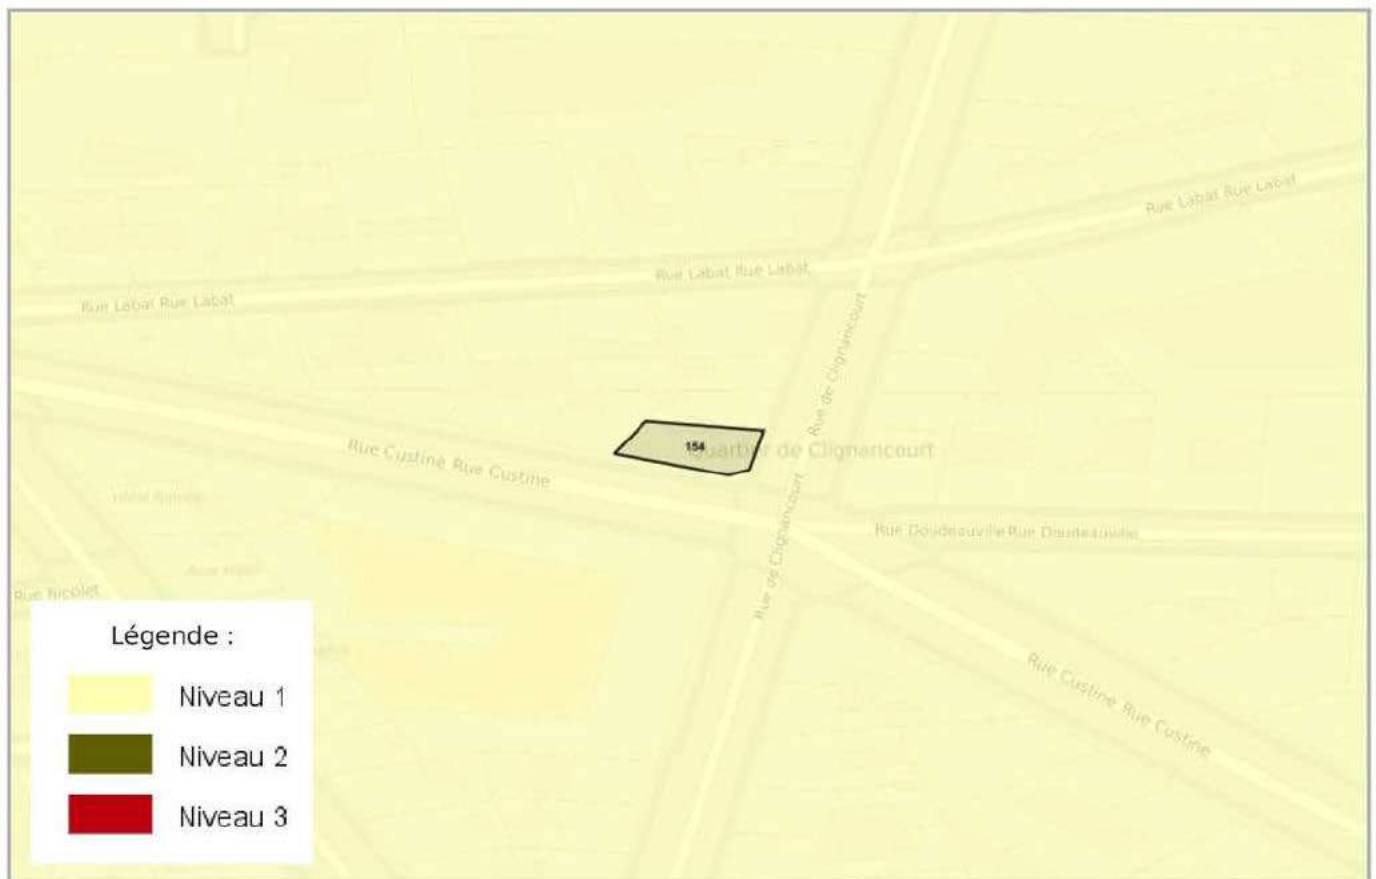 Rue Labat Rue Labat
Rue Labat Rue Labat
Rue Labat Rue Labat
Rue de Clignancourt
Rue Custine Rue Custine
154
Quartier de Clignancourt
Rue de Clignancourt
Rue Doudeauville Rue Doudeauville
Rue Nicolet
Rue Custine Rue Custine
Légende :
Niveau 1
Niveau 2
Niveau 3